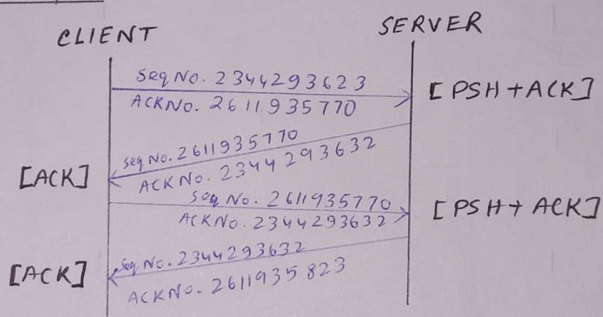 CLIENT
SERVER
Seq No. 2344293623
ACK No. 2611935770
[PSH + ACK]
Seq No. 2611935770
ACK No. 2344293632
[ACK]
Seq No. 2611935770
ACK No. 2344293632
[PSH + ACK]
Seq No. 2344293632
ACK No. 2611935823
[ACK]